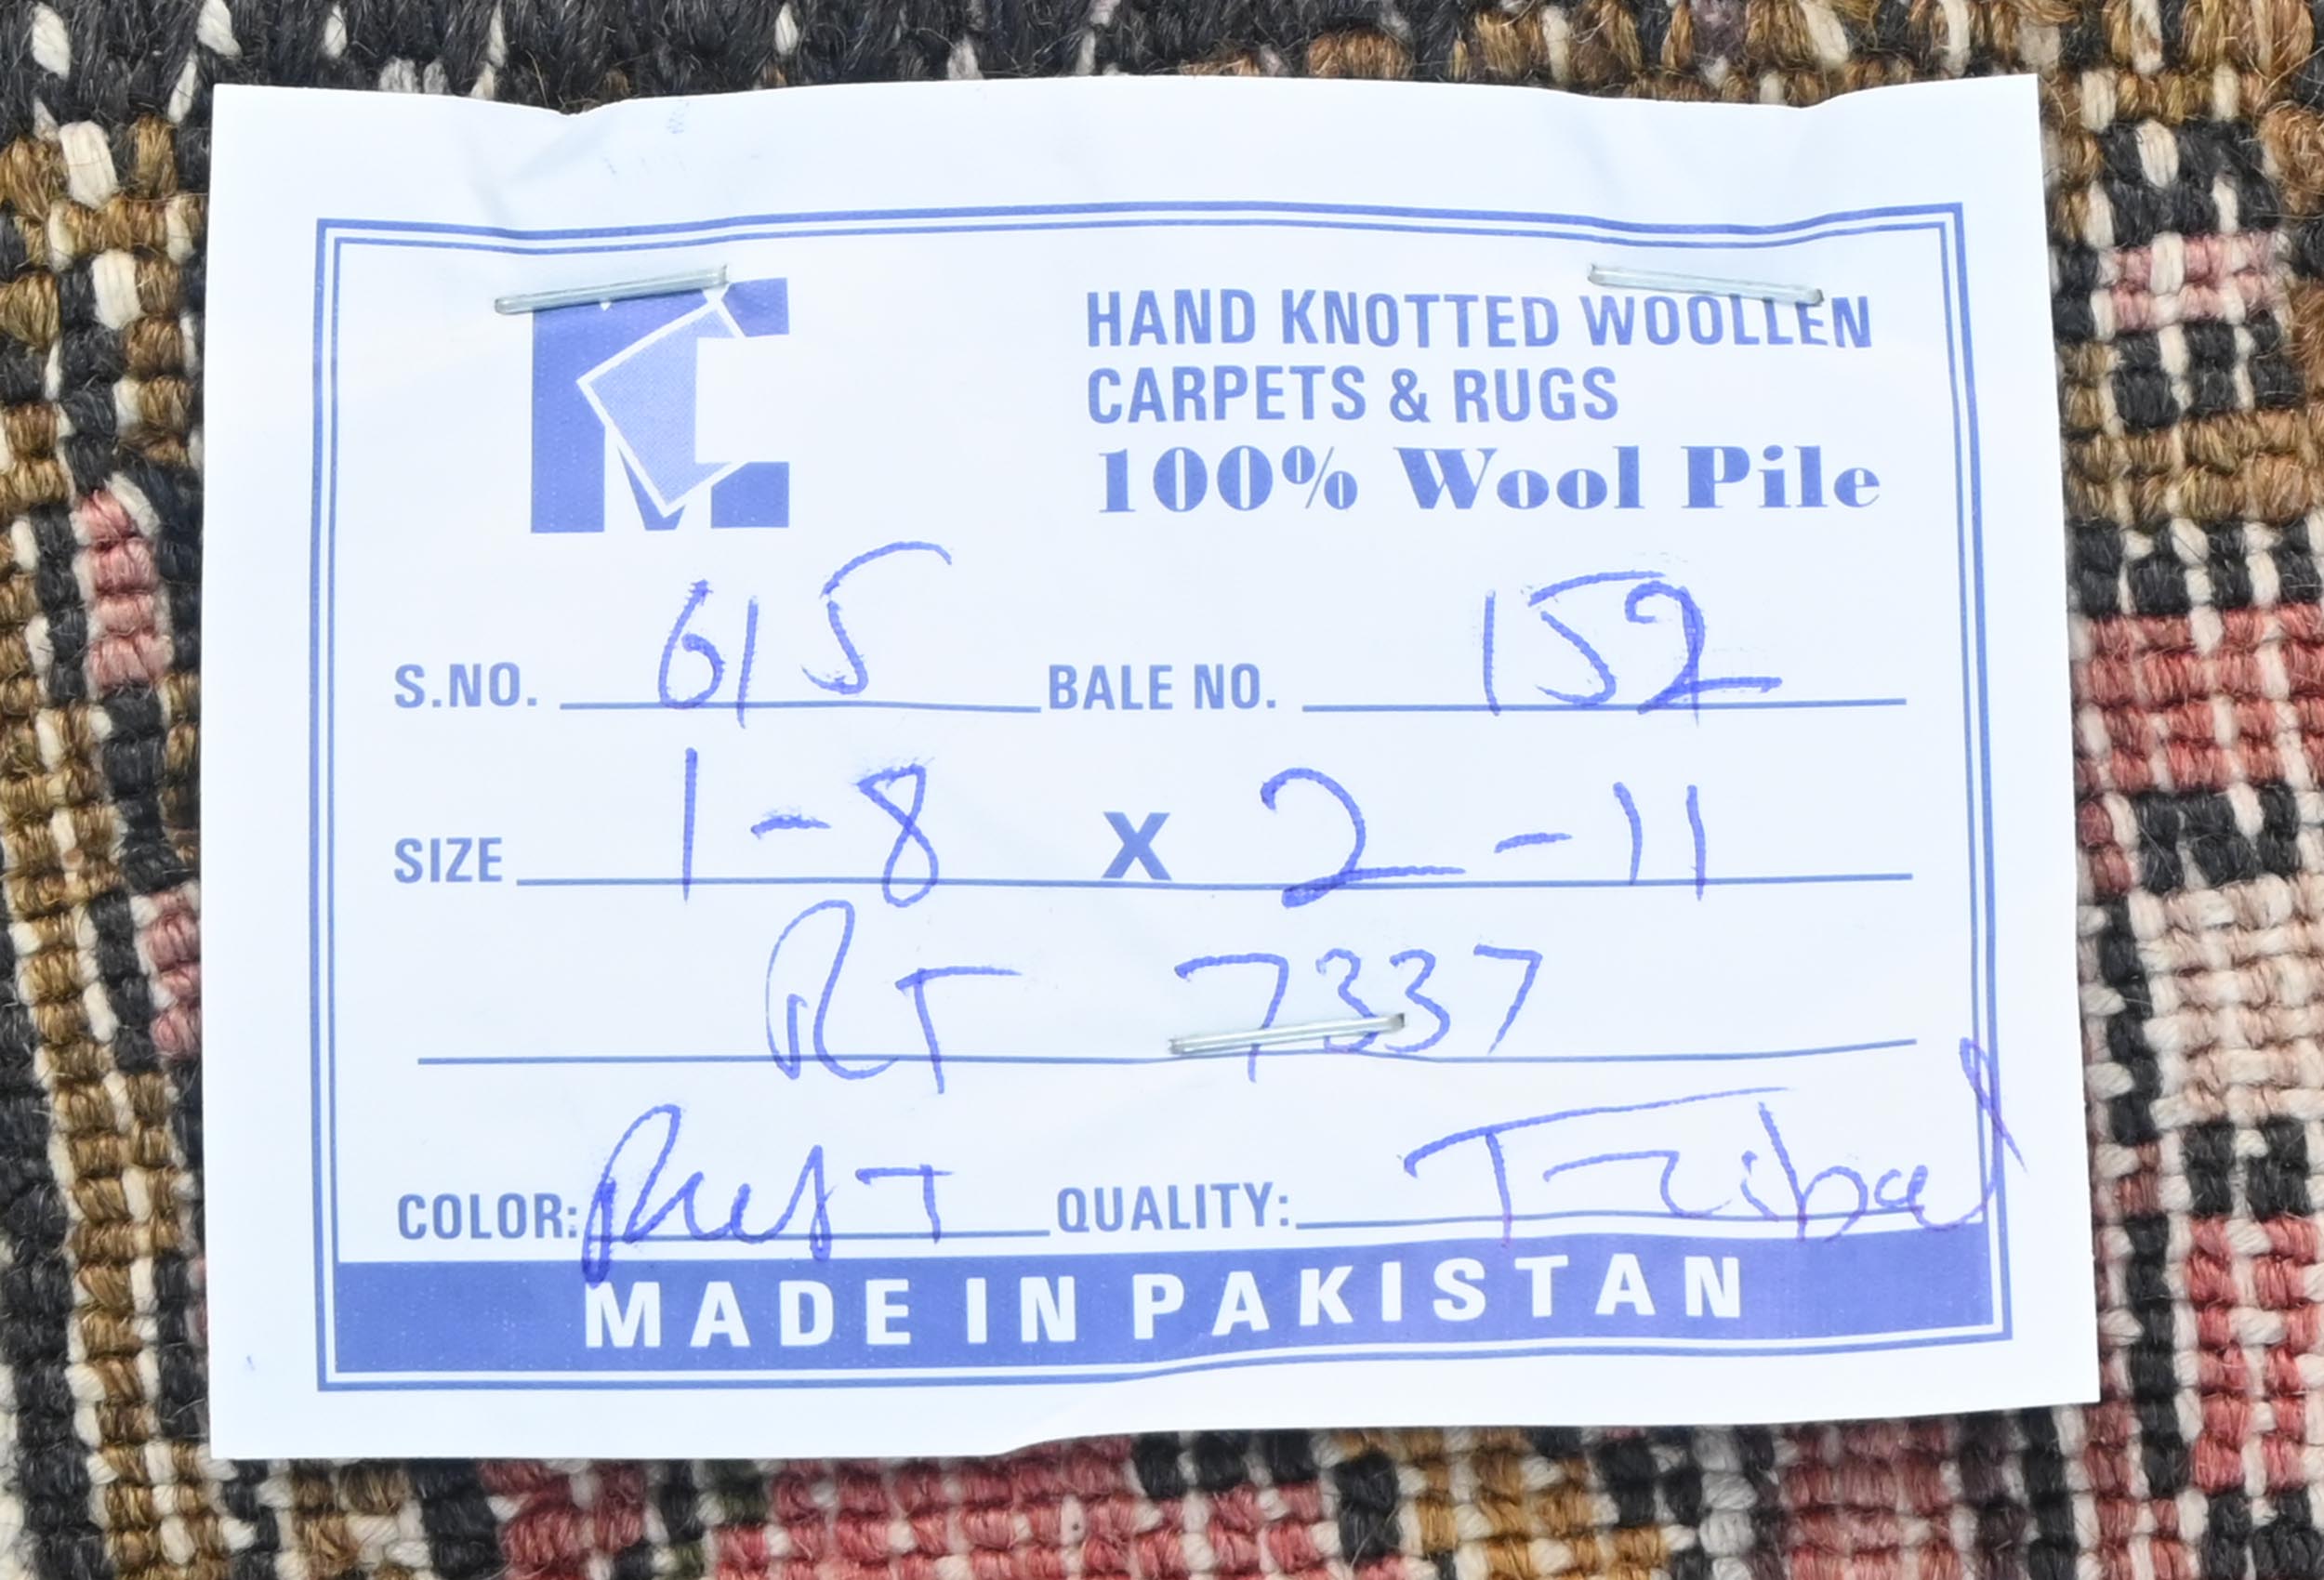 MC
HAND KNOTTED WOOLLEN
CARPETS & RUGS
100% Wool Pile
S.NO. 615 BALE NO. 152
SIZE 1-8 X 2-11
RT 7337
COLOR: Rust QUALITY: Tribal
MADE IN PAKISTAN